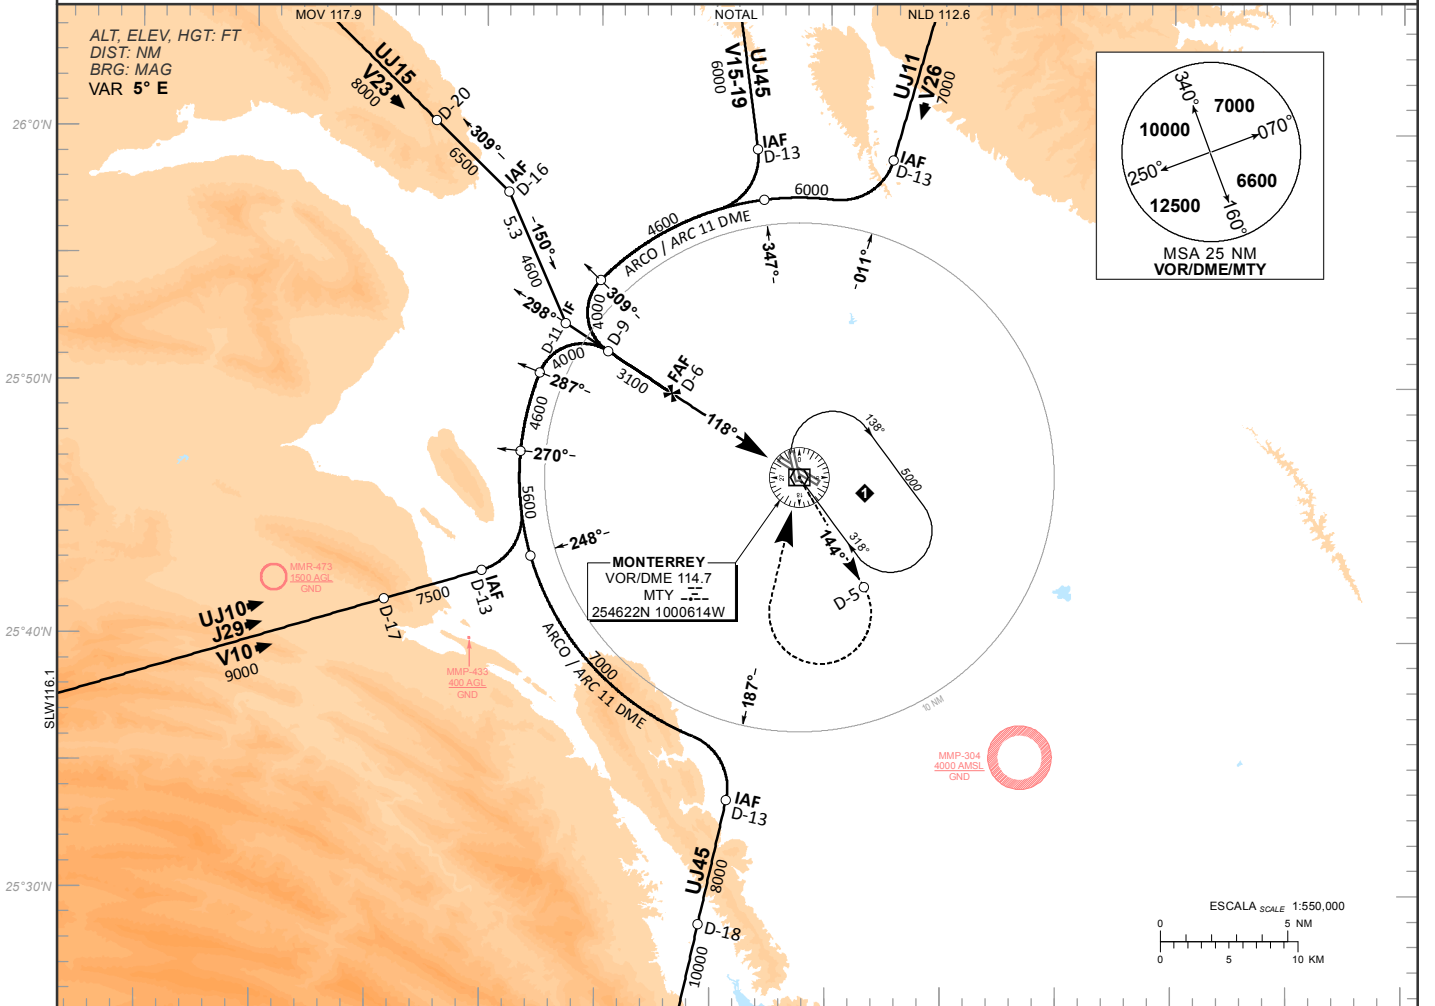 MOV 117.9
NOTAL
NLD 112.6
ALT, ELEV, HGT: FT
DIST: NM
BRG: MAG
VAR 5° E
UJ15
V23
8000
D-20
309°
6500
IAF
D-16
5.3
150°
4600
UJ45
V15-19
6000
IAF
D-13
UJ11
V26
7000
IAF
D-13
6000
4600
ARCO / ARC 11 DME
347°
011°
340°
7000
10000
070°
250°
6600
12500
160°
MSA 25 NM
VOR/DME/MTY
26°0'N
298°
IF
D-11
309°
4000
D-9
4000
287°
3100
FAF
D-6
118°
25°50'N
4600
270°
5600
248°
138°
5000
1
318°
144°
D-5
MONTERREY
VOR/DME 114.7
MTY
254622N 1000614W
MMR-473
1500 AGL
GND
UJ10
J29
V10
9000
7500
D-17
IAF
D-13
25°40'N
SLW116.1
MMP-433
400 AGL
GND
ARCO / ARC 11 DME
7000
187°
10 NM
MMP-304
4000 AMSL
GND
IAF
D-13
UJ45
8000
D-18
10000
25°30'N
ESCALA SCALE 1:550,000
0 5 NM
0 5 10 KM